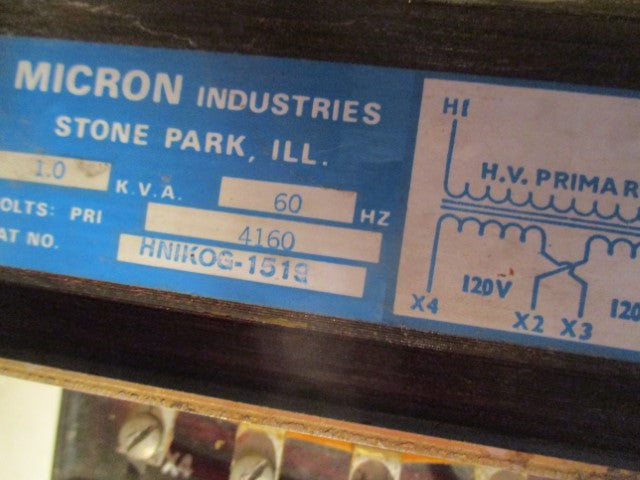 MICRON INDUSTRIES
STONE PARK, ILL.
1.0 K.V.A. 60 HZ
OLTS: PRI 4160
AT NO. HNIKOG-1519
H1
H.V. PRIMAR
120V 120
X4 X2 X3
X4